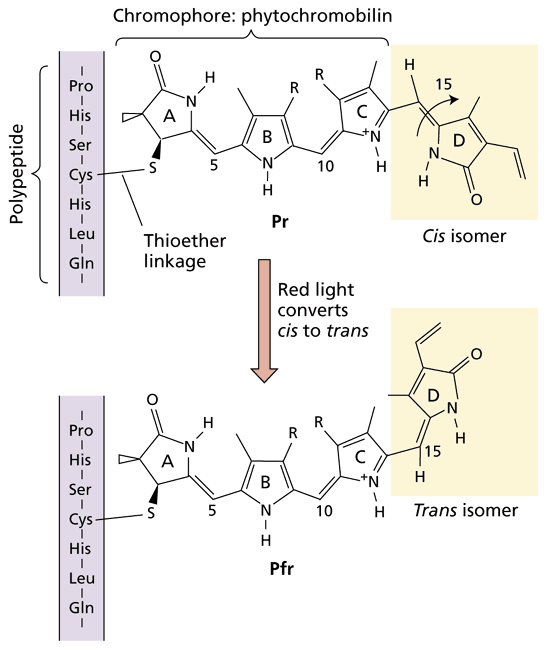 Chromophore: phytochromobilin
Polypeptide
Pro
His
Ser
Cys
His
Leu
Gln
O
H
N
A
S
5
R
B
N
H
10
R
C
+N
H
H
15
D
N
H
O
Thioether
linkage
Pr
Cis isomer
Red light
converts
cis to trans
Pro
His
Ser
Cys
His
Leu
Gln
O
H
N
A
S
5
R
B
N
H
10
R
C
+N
H
D
O
N
H
15
H
Pfr
Trans isomer